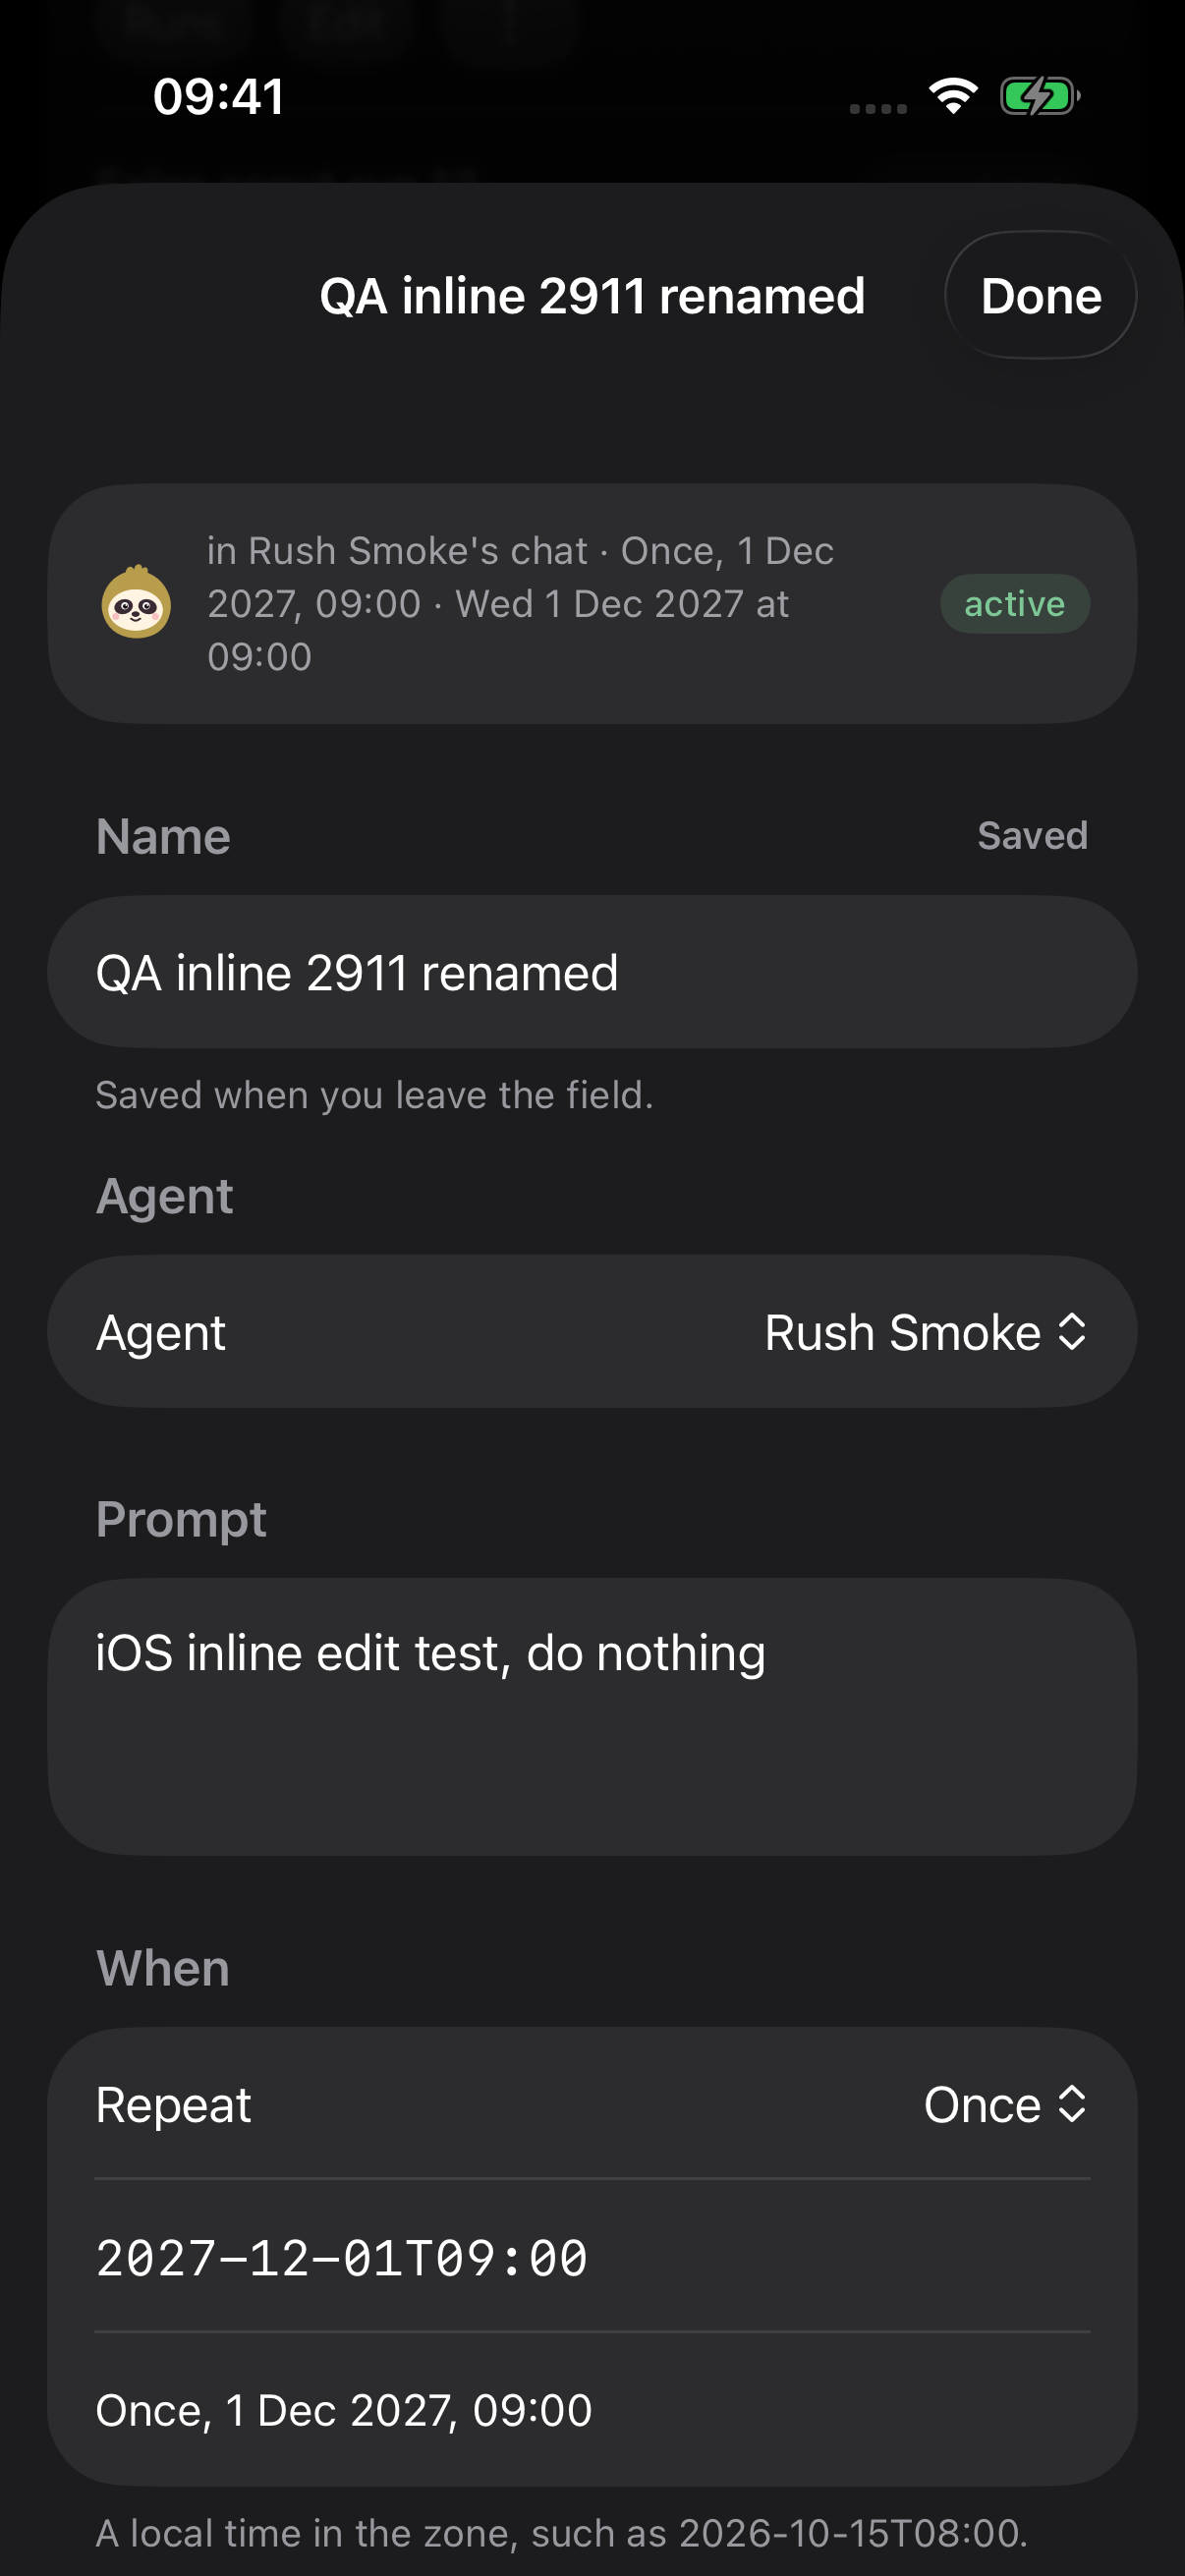 09:41
QA inline 2911 renamed
Done
in Rush Smoke's chat · Once, 1 Dec
2027, 09:00 · Wed 1 Dec 2027 at
09:00
active
Name
Saved
QA inline 2911 renamed
Saved when you leave the field.
Agent
Agent
Rush Smoke
Prompt
iOS inline edit test, do nothing
When
Repeat
Once
2027-12-01T09:00
Once, 1 Dec 2027, 09:00
A local time in the zone, such as 2026-10-15T08:00.